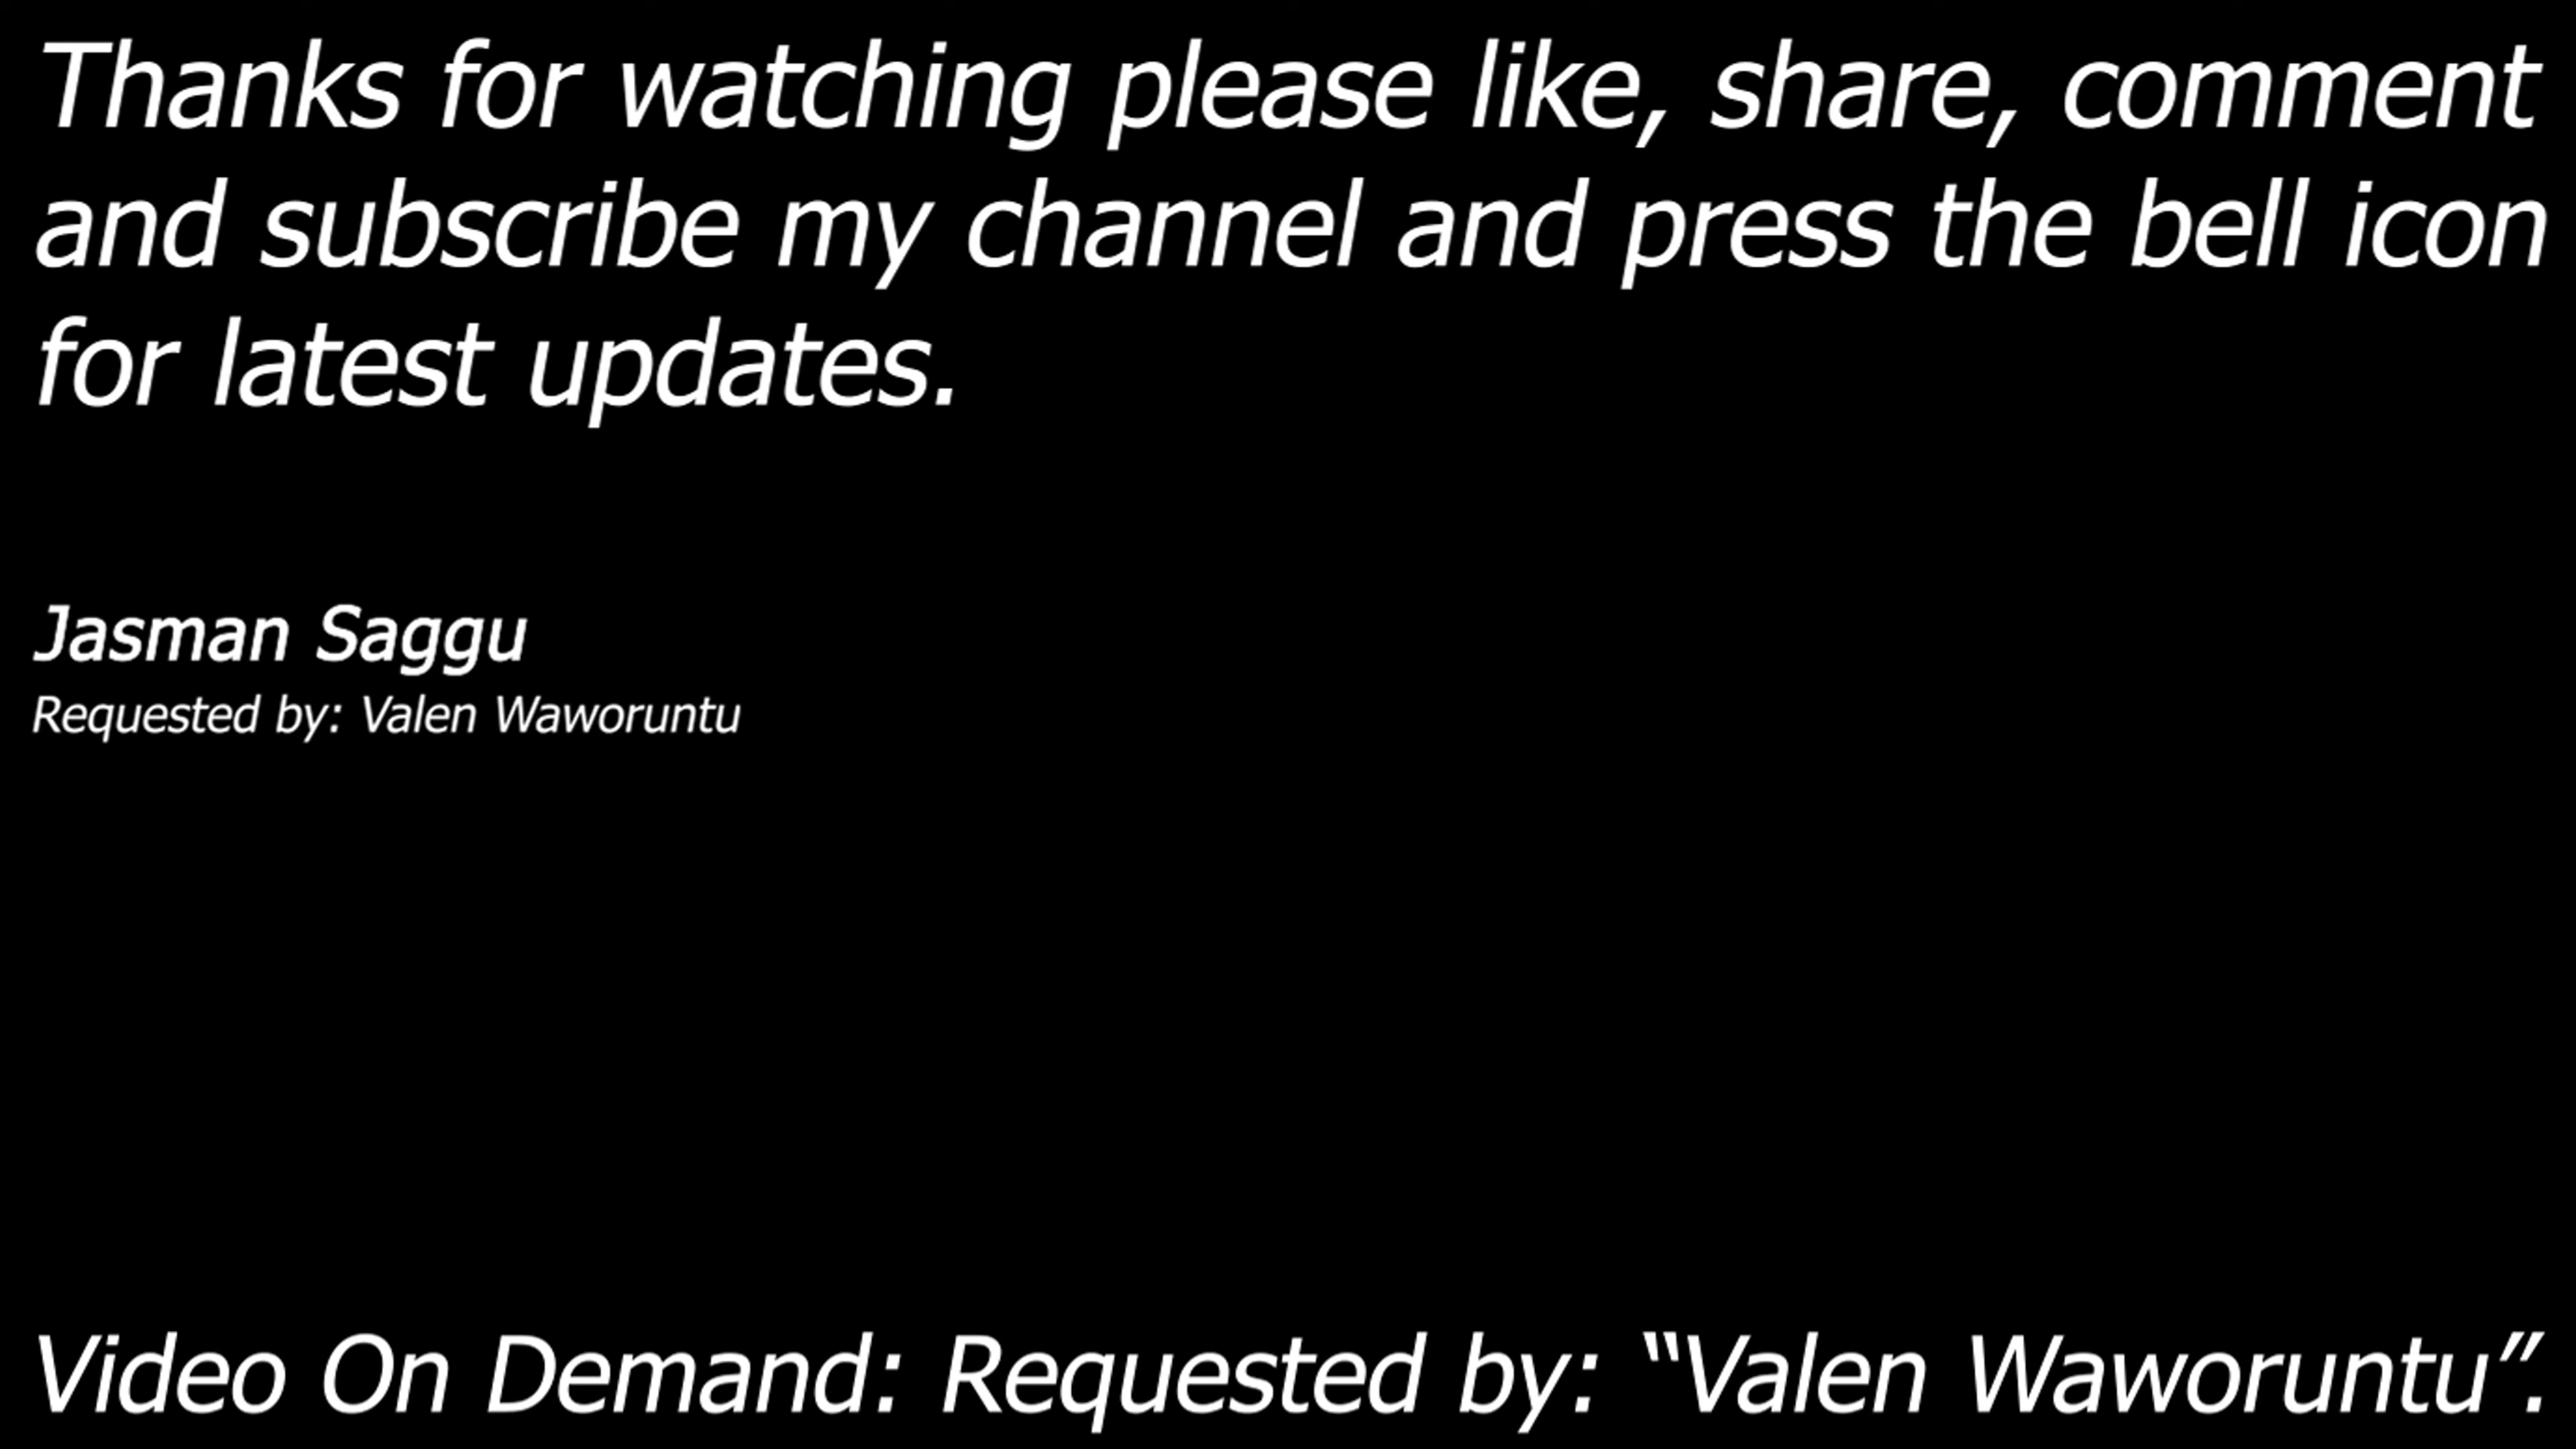 Thanks for watching please like, share, comment
and subscribe my channel and press the bell icon
for latest updates.
Jasman Saggu
Requested by: Valen Waworuntu
Video On Demand: Requested by: “Valen Waworuntu”.